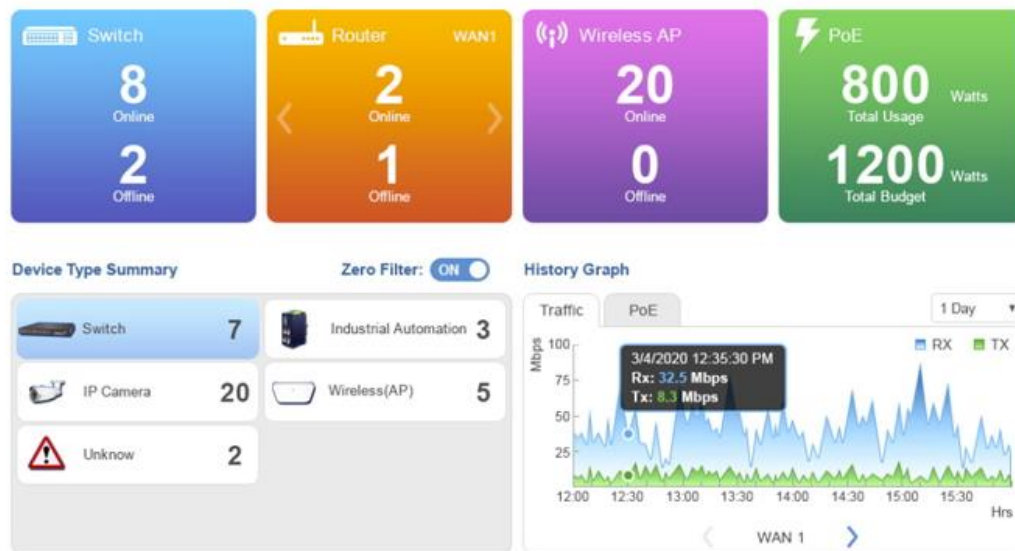 Switch
8
Online
2
Offline
Router WAN1
2
Online
1
Offline
Wireless AP
20
Online
0
Offline
PoE
800 Watts
Total Usage
1200 Watts
Total Budget
Device Type Summary Zero Filter: ON
Switch 7
Industrial Automation 3
IP Camera 20
Wireless(AP) 5
Unknow 2
History Graph
Traffic PoE 1 Day
Mbps
100
75
50
25
RX TX
3/4/2020 12:35:30 PM
Rx: 32.5 Mbps
Tx: 8.3 Mbps
12:00 12:30 13:00 13:30 14:00 14:30 15:00 15:30
Hrs
WAN 1